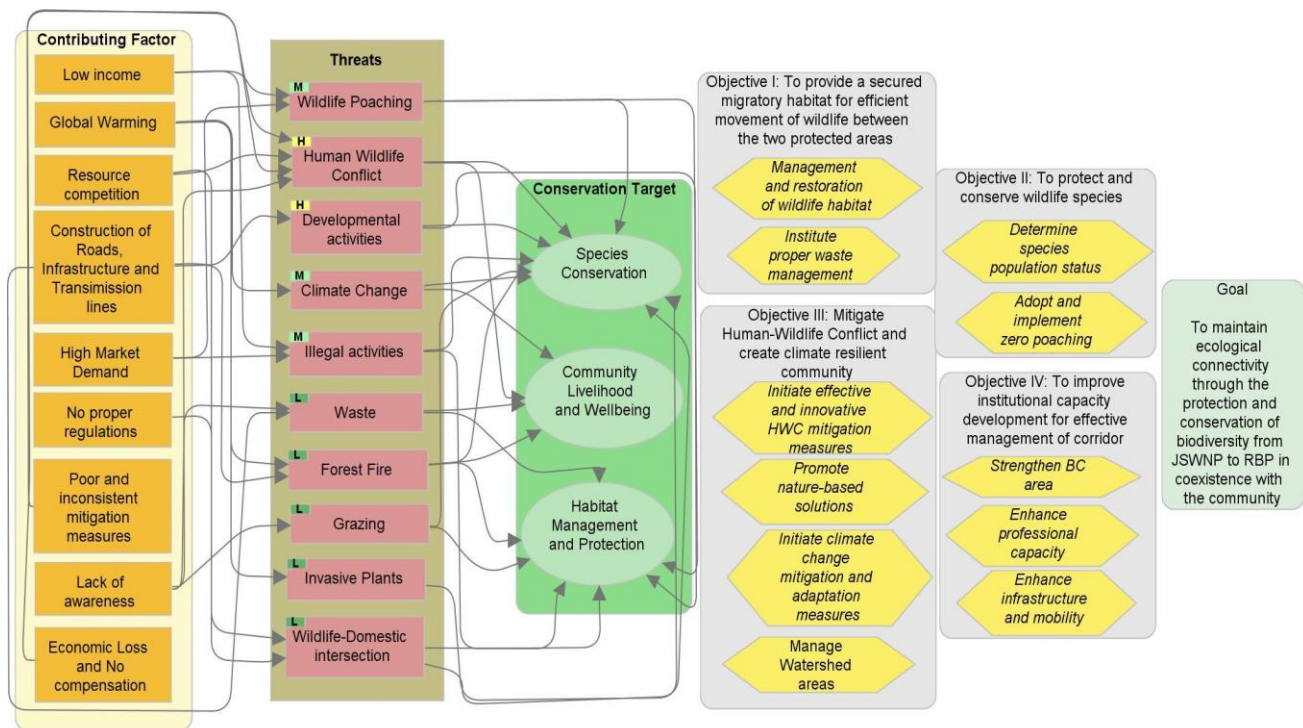 Contributing Factor
Low income
Global Warming
Resource
competition
Construction of
Roads,
Infrastructure and
Transmission
lines
High Market
Demand
No proper
regulations
Poor and
inconsistent
mitigation
measures
Lack of
awareness
Economic Loss
and No
compensation
Threats
M
Wildlife Poaching
H
Human Wildlife
Conflict
H
Developmental
activities
M
Climate Change
M
Illegal activities
L
Waste
L
Forest Fire
L
Grazing
L
Invasive Plants
L
Wildlife-Domestic
intersection
Conservation Target
Species
Conservation
Community
Livelihood
and Wellbeing
Habitat
Management
and Protection
Objective I: To provide a secured
migratory habitat for efficient
movement of wildlife between
the two protected areas
Management
and restoration
of wildlife habitat
Institute
proper waste
management
Objective II: To protect and
conserve wildlife species
Determine
species
population status
Adopt and
implement
zero poaching
Objective III: Mitigate
Human-Wildlife Conflict and
create climate resilient
community
Initiate effective
and innovative
HWC mitigation
measures
Promote
nature-based
solutions
Initiate climate
change
mitigation and
adaptation
measures
Manage
Watershed
areas
Objective IV: To improve
institutional capacity
development for effective
management of corridor
Strengthen BC
area
Enhance
professional
capacity
Enhance
infrastructure
and mobility
Goal
To maintain
ecological
connectivity
through the
protection and
conservation of
biodiversity from
JSWNP to RBP in
coexistence with
the community